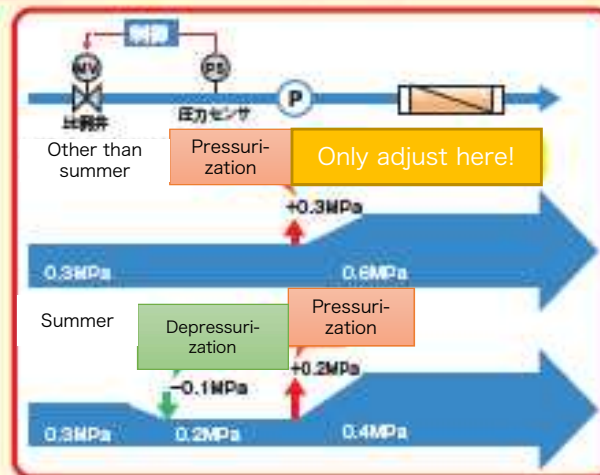 制御
MV
PS
P
比例弁
圧力センサ
Other than
summer
Pressuri-
zation
Only adjust here!
+0.3MPa
0.3MPa
0.6MPa
Summer
Depressuri-
zation
Pressuri-
zation
+0.2MPa
−0.1MPa
0.3MPa
0.2MPa
0.4MPa